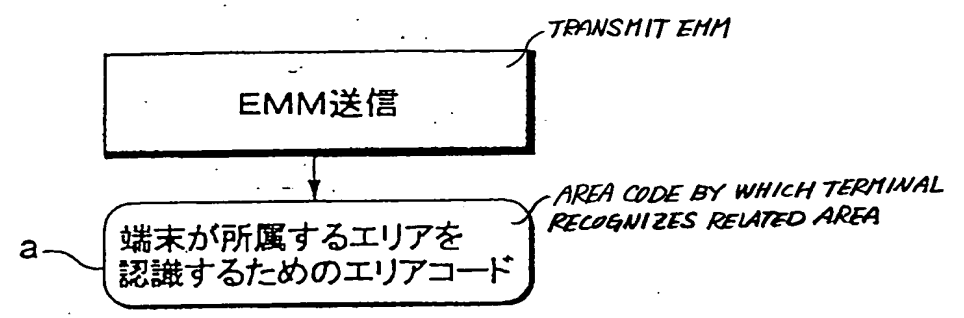 TRANSMIT EMM
EMM送信
AREA CODE BY WHICH TERMINAL
RECOGNIZES RELATED AREA
a
端末が所属するエリアを
認識するためのエリアコード